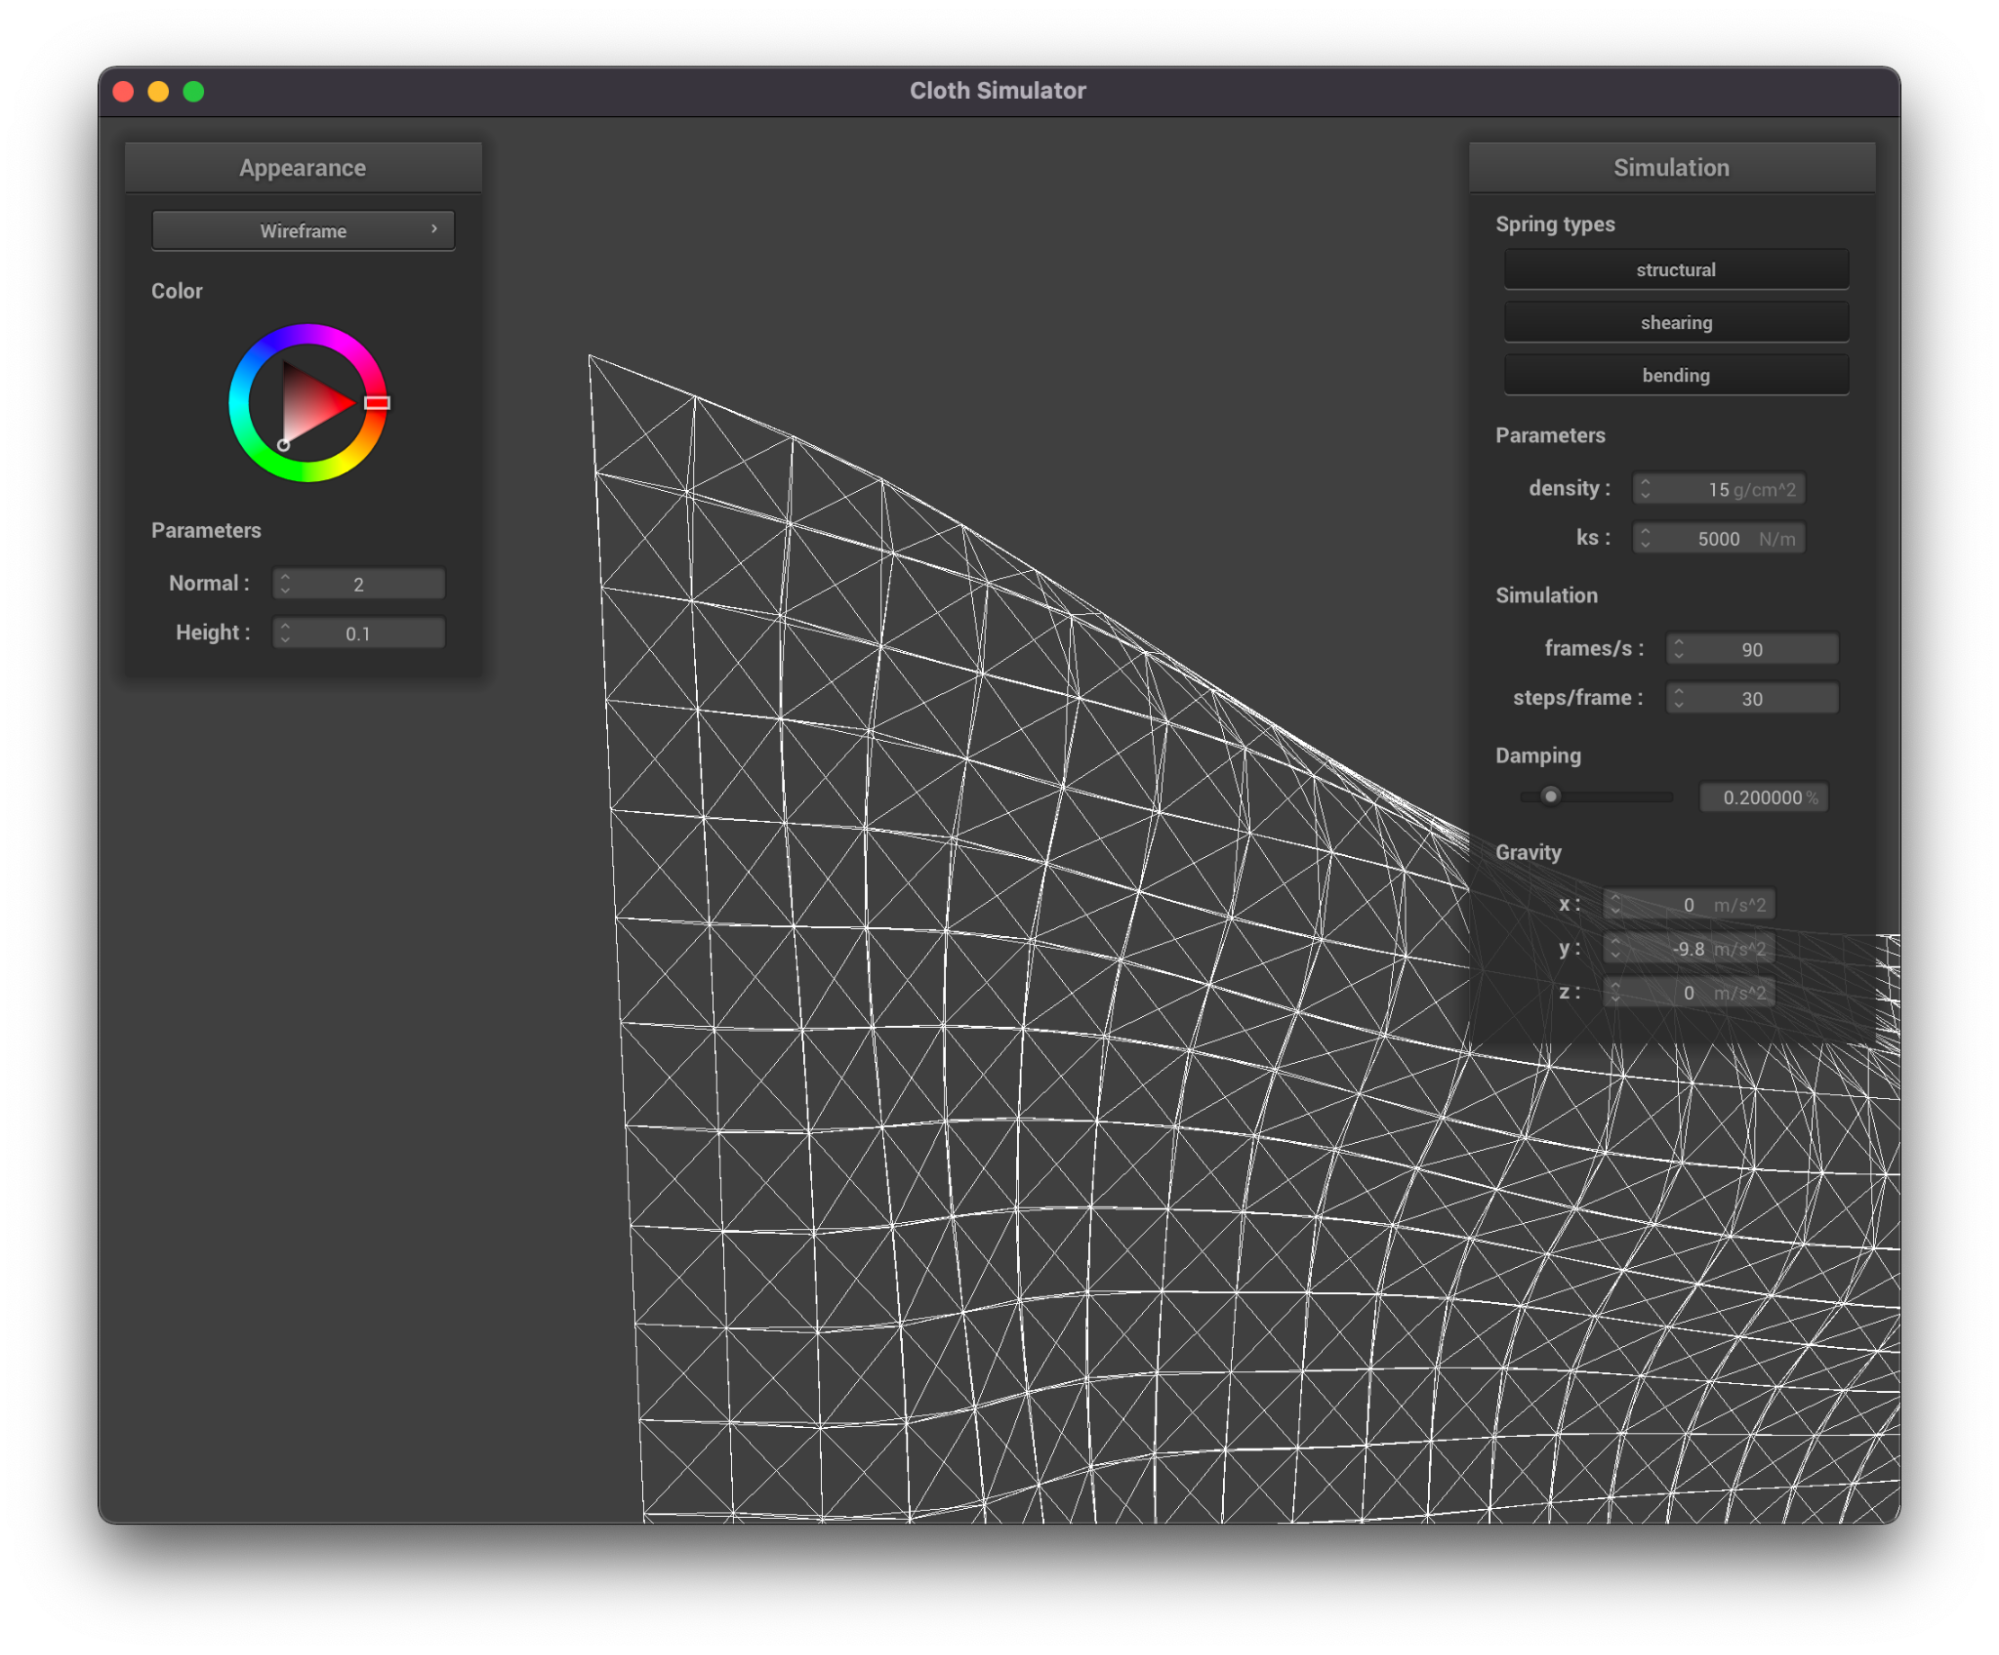 Cloth Simulator
Appearance
Wireframe
Color
Parameters
Normal : 2
Height : 0.1
Simulation
Spring types
structural
shearing
bending
Parameters
density : 15 g/cm^2
ks : 5000 N/m
Simulation
frames/s : 90
steps/frame : 30
Damping
0.200000 %
Gravity
x : 0 m/s^2
y : -9.8 m/s^2
z : 0 m/s^2